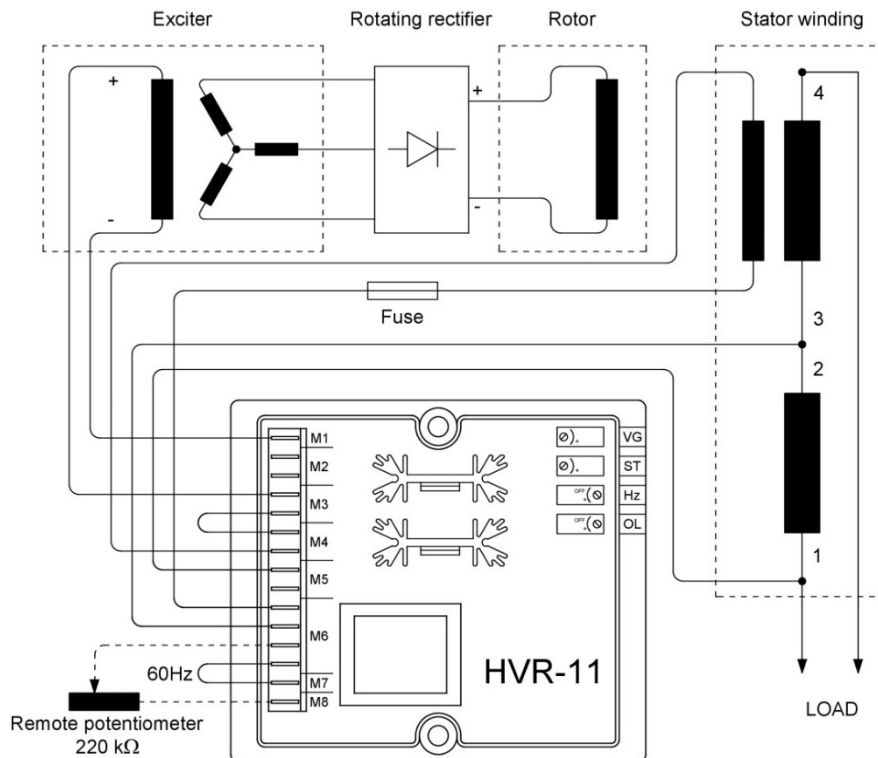 Exciter
Rotating rectifier
Rotor
Stator winding
+
-
+
-
4
3
2
1
Fuse
M1
M2
M3
M4
M5
M6
M7
M8
VG
ST
Hz
OL
+
+
OFF
+
OFF
+
60Hz
HVR-11
Remote potentiometer
220 kΩ
LOAD